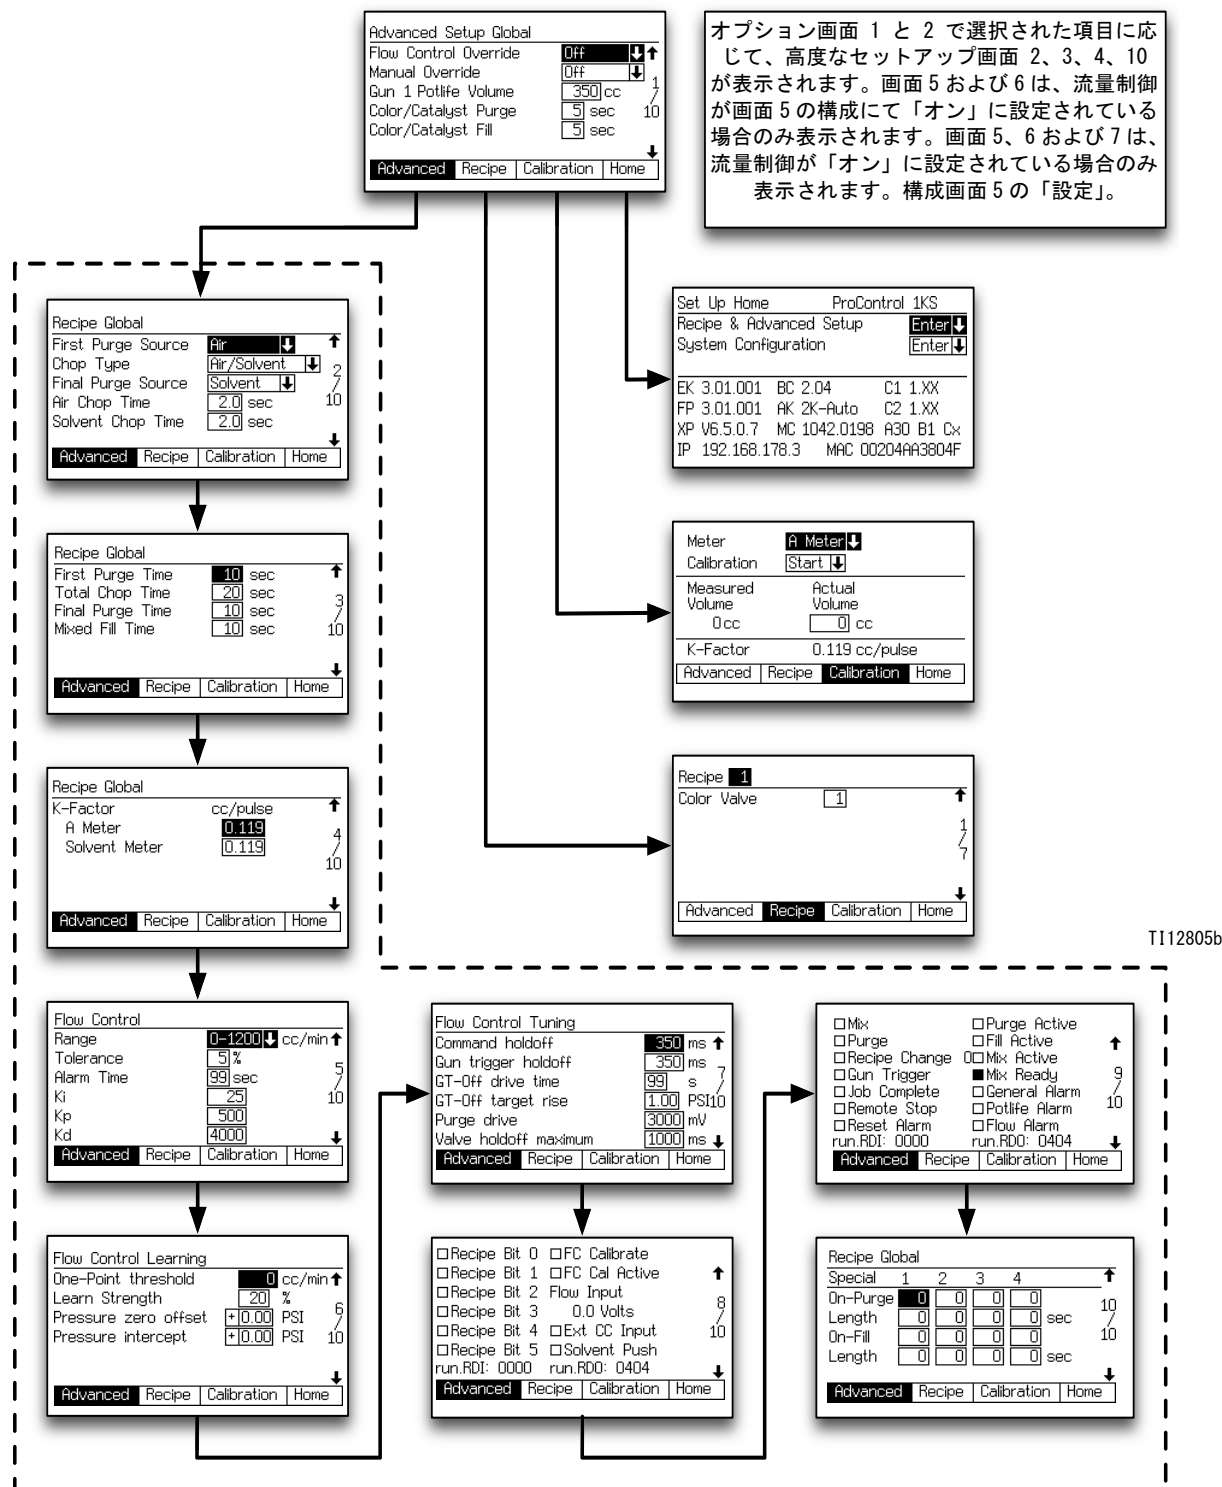 Advanced Setup Global
Flow Control Override Off
Manual Override Off
Gun 1 Potlife Volume 350 cc
Color/Catalyst Purge 5 sec
Color/Catalyst Fill 5 sec
1/10
Advanced Recipe Calibration Home
オプション画面 1 と 2 で選択された項目に応
じて、高度なセットアップ画面 2、3、4、10
が表示されます。画面 5 および 6 は、流量制御
が画面 5 の構成にて「オン」に設定されている
場合のみ表示されます。画面 5、6 および 7 は、
流量制御が「オン」に設定されている場合のみ
表示されます。構成画面 5 の「設定」。
Recipe Global
First Purge Source Air
Chop Type Air/Solvent
Final Purge Source Solvent
Air Chop Time 2.0 sec
Solvent Chop Time 2.0 sec
2/10
Advanced Recipe Calibration Home
Set Up Home ProControl 1KS
Recipe & Advanced Setup Enter
System Configuration Enter
EK 3.01.001 BC 2.04 C1 1.XX
FP 3.01.001 AK 2K-Auto C2 1.XX
XP V6.5.0.7 MC 1042.0198 A30 B1 Cx
IP 192.168.178.3 MAC 00204AA3804F
Recipe Global
First Purge Time 10 sec
Total Chop Time 20 sec
Final Purge Time 10 sec
Mixed Fill Time 10 sec
3/10
Advanced Recipe Calibration Home
Meter A Meter
Calibration Start
Measured Actual
Volume Volume
0 cc 0 cc
K-Factor 0.119 cc/pulse
Advanced Recipe Calibration Home
Recipe Global
K-Factor cc/pulse
A Meter 0.119
Solvent Meter 0.119
4/10
Advanced Recipe Calibration Home
Recipe 1
Color Valve 1
1/7
Advanced Recipe Calibration Home
TI12805b
Flow Control
Range 0-1200 cc/min
Tolerance 5 %
Alarm Time 99 sec
Ki 25
Kp 500
Kd 4000
5/10
Advanced Recipe Calibration Home
Flow Control Tuning
Command holdoff 350 ms
Gun trigger holdoff 350 ms
GT-Off drive time 99 s
GT-Off target rise 1.00 PSI
Purge drive 3000 mV
Valve holdoff maximum 1000 ms
7/10
Advanced Recipe Calibration Home
Mix Purge Active
Purge Fill Active
Recipe Change 0 Mix Active
Gun Trigger Mix Ready
Job Complete General Alarm
Remote Stop Potlife Alarm
Reset Alarm Flow Alarm
run.RDI: 0000 run.RDO: 0404
9/10
Advanced Recipe Calibration Home
Flow Control Learning
One-Point threshold 0 cc/min
Learn Strength 20 %
Pressure zero offset + 0.00 PSI
Pressure intercept + 0.00 PSI
6/10
Advanced Recipe Calibration Home
Recipe Bit 0 FC Calibrate
Recipe Bit 1 FC Cal Active
Recipe Bit 2 Flow Input
Recipe Bit 3 0.0 Volts
Recipe Bit 4 Ext CC Input
Recipe Bit 5 Solvent Push
run.RDI: 0000 run.RDO: 0404
8/10
Advanced Recipe Calibration Home
Recipe Global
Special 1 2 3 4
On-Purge 0 0 0 0
Length 0 0 0 0 sec
On-Fill 0 0 0 0
Length 0 0 0 0 sec
10/10
Advanced Recipe Calibration Home